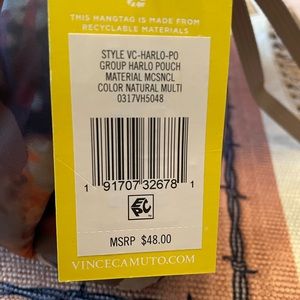 THIS HANGTAG IS MADE FROM
RECYCLABLE MATERIALS
STYLE VC-HARLO-PO
GROUP HARLO POUCH
MATERIAL MCSNCL
COLOR NATURAL MULTI
0317VH5048
1 91707 32678 1
MSRP $48.00
VINCECAMUTO.COM